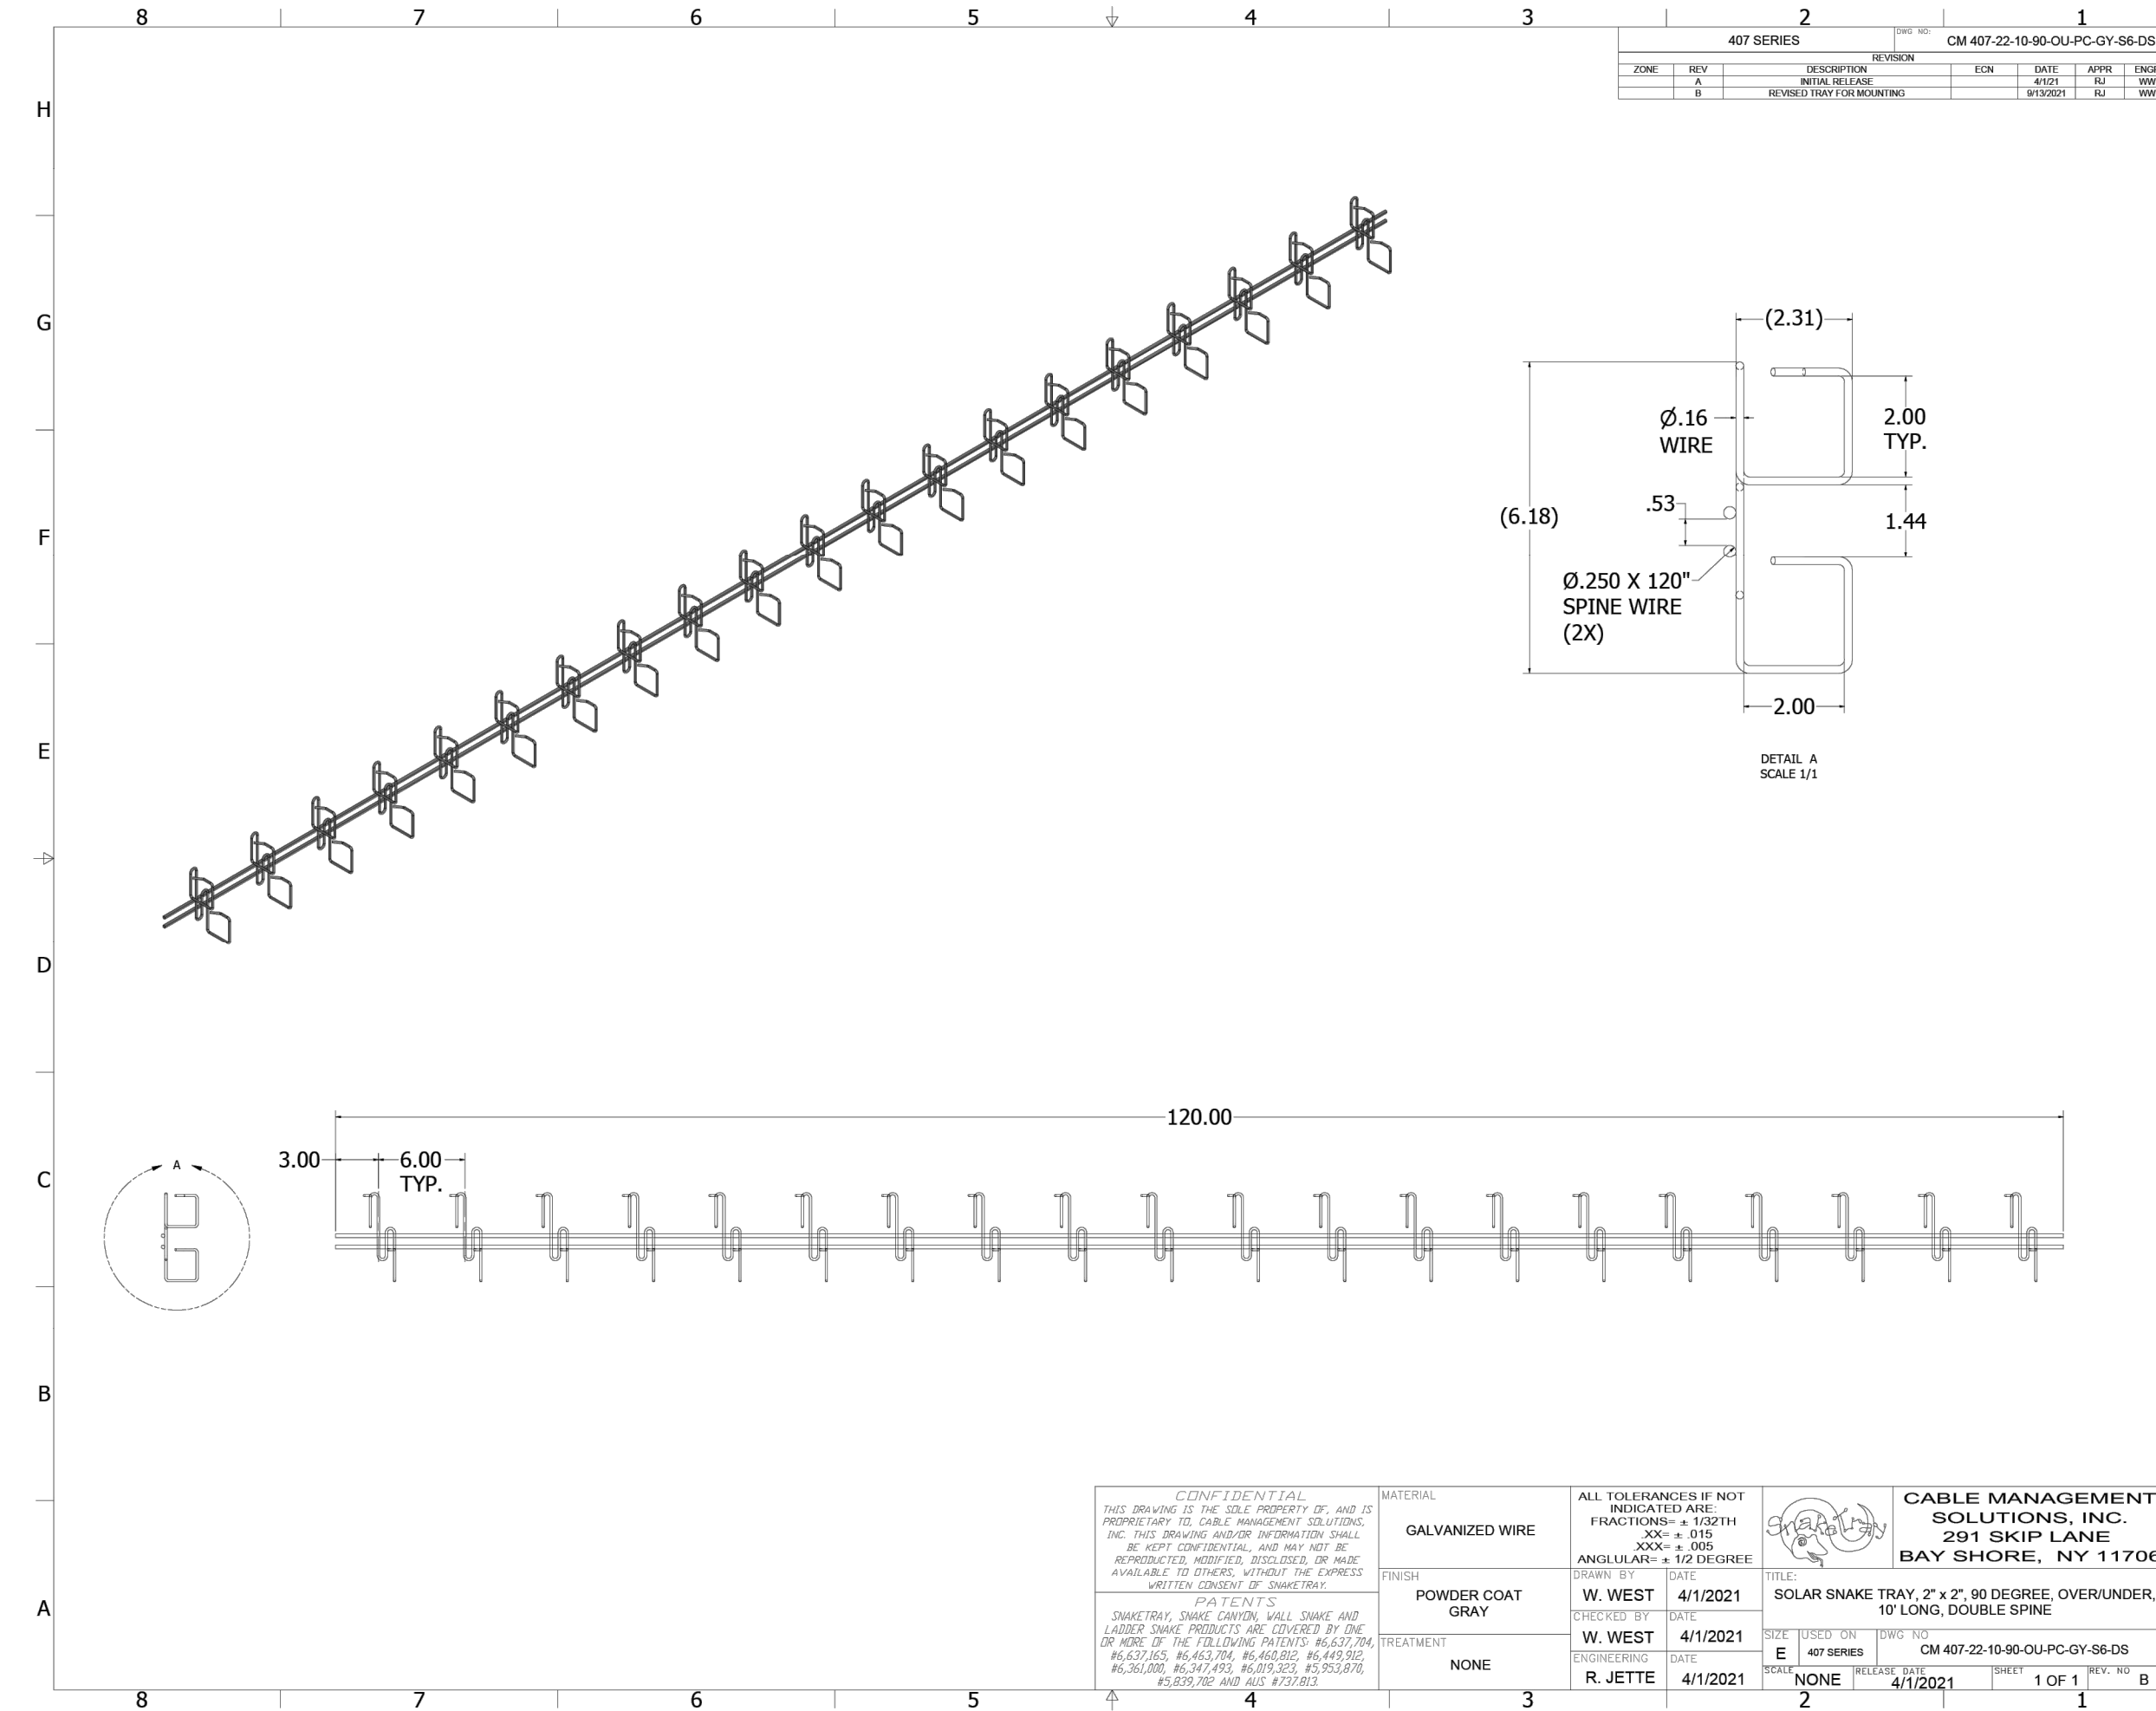 8 7 6 5 4 3 2 1
407 SERIES
DWG NO:
CM 407-22-10-90-OU-PC-GY-S6-DS
REVISION
ZONE REV DESCRIPTION ECN DATE APPR
A INITIAL RELEASE 4/1/21 RJ WW
B REVISED TRAY FOR MOUNTING 9/13/2021 RJ WW
H
G
F
E
D
C
B
A
(2.31)
Ø.16
WIRE
2.00
TYP.
.53
(6.18)
1.44
Ø.250 X 120"
SPINE WIRE
(2X)
2.00
DETAIL A
SCALE 1/1
120.00
3.00
6.00
TYP.
A
CONFIDENTIAL
THIS DRAWING IS THE SOLE PROPERTY OF, AND IS
PROPRIETARY TO, CABLE MANAGEMENT SOLUTIONS,
INC. THIS DRAWING AND/OR INFORMATION SHALL
BE KEPT CONFIDENTIAL, AND MAY NOT BE
REPRODUCTED, MODIFIED, DISCLOSED, OR MADE
AVAILABLE TO OTHERS, WITHOUT THE EXPRESS
WRITTEN CONSENT OF SNAKETRAY.
PATENTS
SNAKETRAY, SNAKE CANYON, WALL SNAKE AND
LADDER SNAKE PRODUCTS ARE COVERED BY ONE
OR MORE OF THE FOLLOWING PATENTS: #6,637,704,
#6,637,165, #6,463,704, #6,460,812, #6,449,912,
#6,361,000, #6,347,493, #6,019,323, #5,953,870,
#5,839,702 AND AUS #737.813.
MATERIAL
GALVANIZED WIRE
FINISH
POWDER COAT
GRAY
TREATMENT
NONE
ALL TOLERANCES IF NOT
INDICATED ARE:
FRACTIONS= ± 1/32TH
.XX= ± .015
.XXX= ± .005
ANGLULAR= ± 1/2 DEGREE
DRAWN BY DATE
W. WEST 4/1/2021
CHECKED BY DATE
W. WEST 4/1/2021
ENGINEERING DATE
R. JETTE 4/1/2021
SnakeTray
CABLE MANAGEMENT
SOLUTIONS, INC.
291 SKIP LANE
BAY SHORE, NY 11706
TITLE:
SOLAR SNAKE TRAY, 2" x 2", 90 DEGREE, OVER/UNDER,
10' LONG, DOUBLE SPINE
SIZE USED ON DWG NO
E 407 SERIES CM 407-22-10-90-OU-PC-GY-S6-DS
SCALE RELEASE DATE SHEET REV. NO
NONE 4/1/2021 1 OF 1 B
8 7 6 5 4 3 2 1